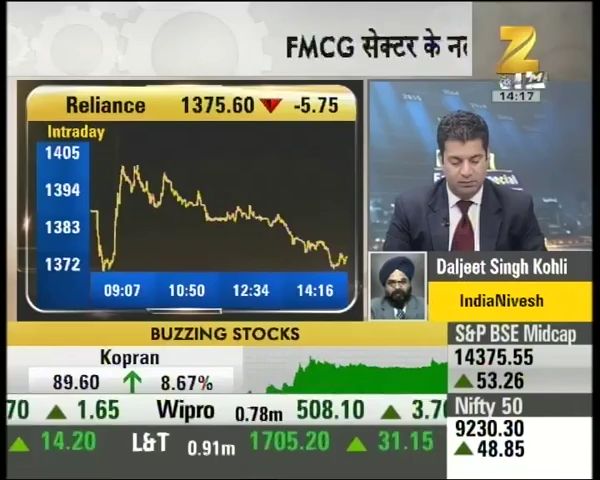 FMCG सेक्टर के
14:17
Reliance 1375.60 -5.75
Intraday
1405
1394
1383
1372
09:07 10:50 12:34 14:16
Daljeet Singh Kohli
IndiaNivesh
BUZZING STOCKS
Kopran
89.60 8.67%
S&P BSE Midcap
14375.55
53.26
70 1.65 Wipro 0.78m 508.10 3.7
Nifty 50
9230.30
48.85
14.20 L&T 0.91m 1705.20 31.15